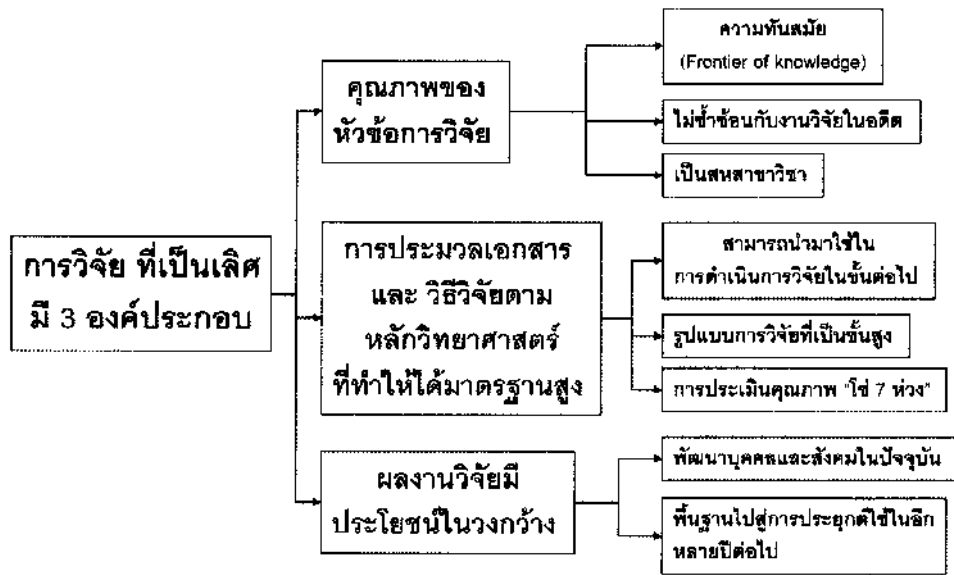 การวิจัย ที่เป็นเลิศ
มี 3 องค์ประกอบ
คุณภาพของ
หัวข้อการวิจัย
ความทันสมัย
(Frontier of knowledge)
ไม่ซ้ำซ้อนกับงานวิจัยในอดีต
เป็นสหสาขาวิชา
การประมวลเอกสาร
และ วิธีวิจัยตาม
หลักวิทยาศาสตร์
ที่ทำให้ได้มาตรฐานสูง
สามารถนำมาใช้ใน
การดำเนินการวิจัยในขั้นต่อไป
รูปแบบการวิจัยที่เป็นขั้นสูง
การประเมินคุณภาพ "โซ่ 7 ห่วง"
ผลงานวิจัยมี
ประโยชน์ในวงกว้าง
พัฒนาบุคคลและสังคมในปัจจุบัน
พื้นฐานไปสู่การประยุกต์ใช้ในอีก
หลายปีต่อไป